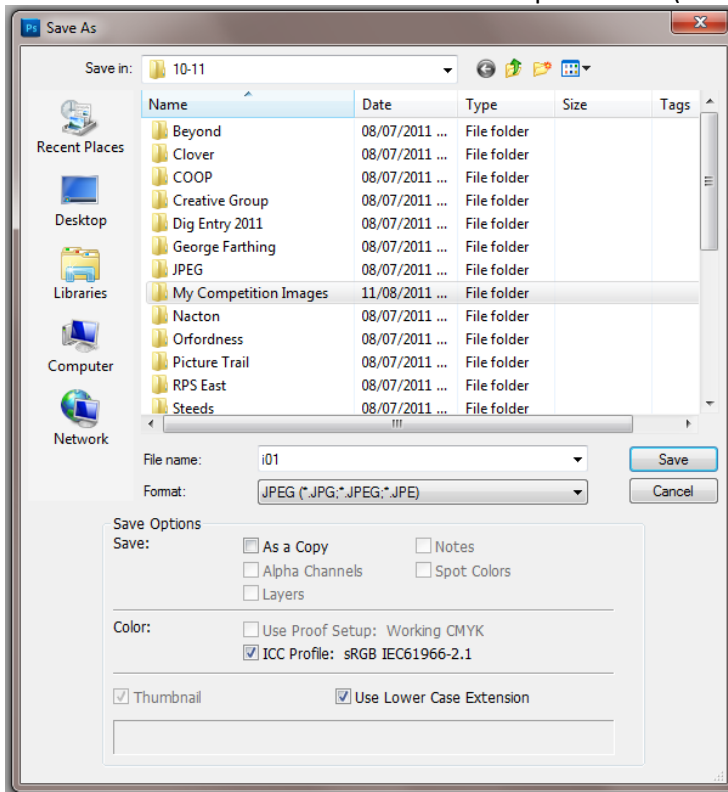 Ps Save As
Save in: 10-11
Name Date Type Size Tags
Beyond 08/07/2011 ... File folder
Clover 08/07/2011 ... File folder
COOP 08/07/2011 ... File folder
Creative Group 08/07/2011 ... File folder
Dig Entry 2011 08/07/2011 ... File folder
George Farthing 08/07/2011 ... File folder
JPEG 08/07/2011 ... File folder
My Competition Images 11/08/2011 ... File folder
Nacton 08/07/2011 ... File folder
Orfordness 08/07/2011 ... File folder
Picture Trail 08/07/2011 ... File folder
RPS East 08/07/2011 ... File folder
Steeds 08/07/2011 ... File folder
Recent Places
Desktop
Libraries
Computer
Network
File name: i01 Save
Format: JPEG (*.JPG;*.JPEG;*.JPE) Cancel
Save Options
Save: As a Copy Notes
Alpha Channels Spot Colors
Layers
Color: Use Proof Setup: Working CMYK
ICC Profile: sRGB IEC61966-2.1
Thumbnail Use Lower Case Extension